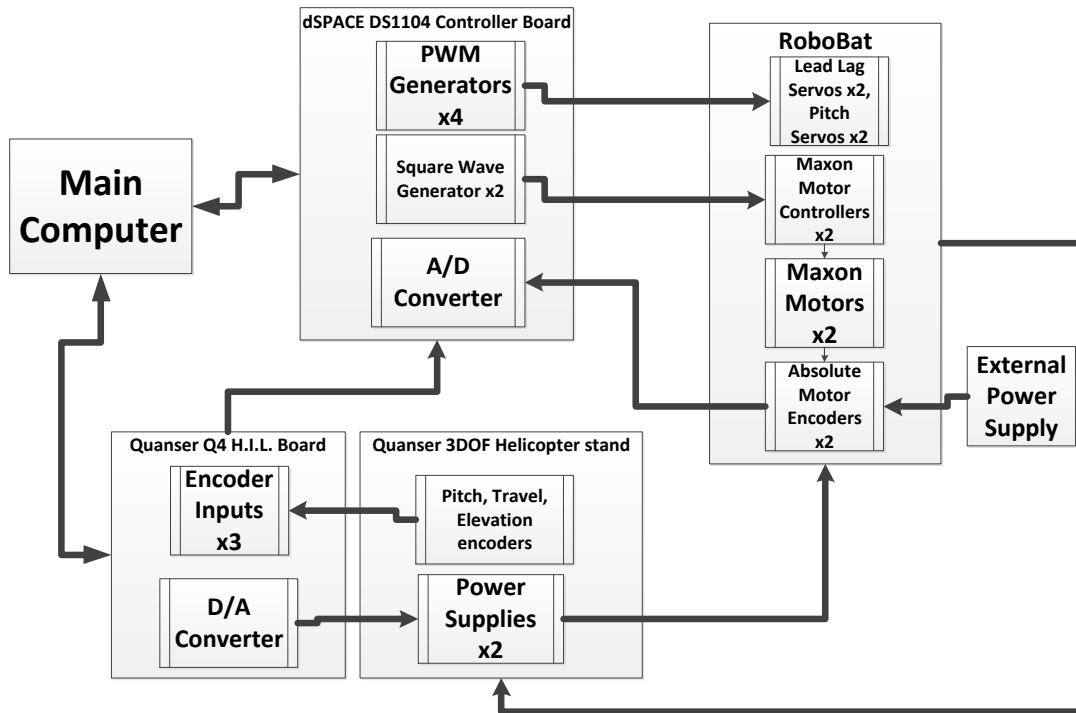 dSPACE DS1104 Controller Board
PWM
Generators
x4
Square Wave
Generator x2
A/D
Converter
RoboBat
Lead Lag
Servos x2,
Pitch
Servos x2
Maxon
Motor
Controllers
x2
Maxon
Motors
x2
Absolute
Motor
Encoders
x2
Main
Computer
External
Power
Supply
Quanser Q4 H.I.L. Board
Encoder
Inputs
x3
D/A
Converter
Quanser 3DOF Helicopter stand
Pitch, Travel,
Elevation
encoders
Power
Supplies
x2